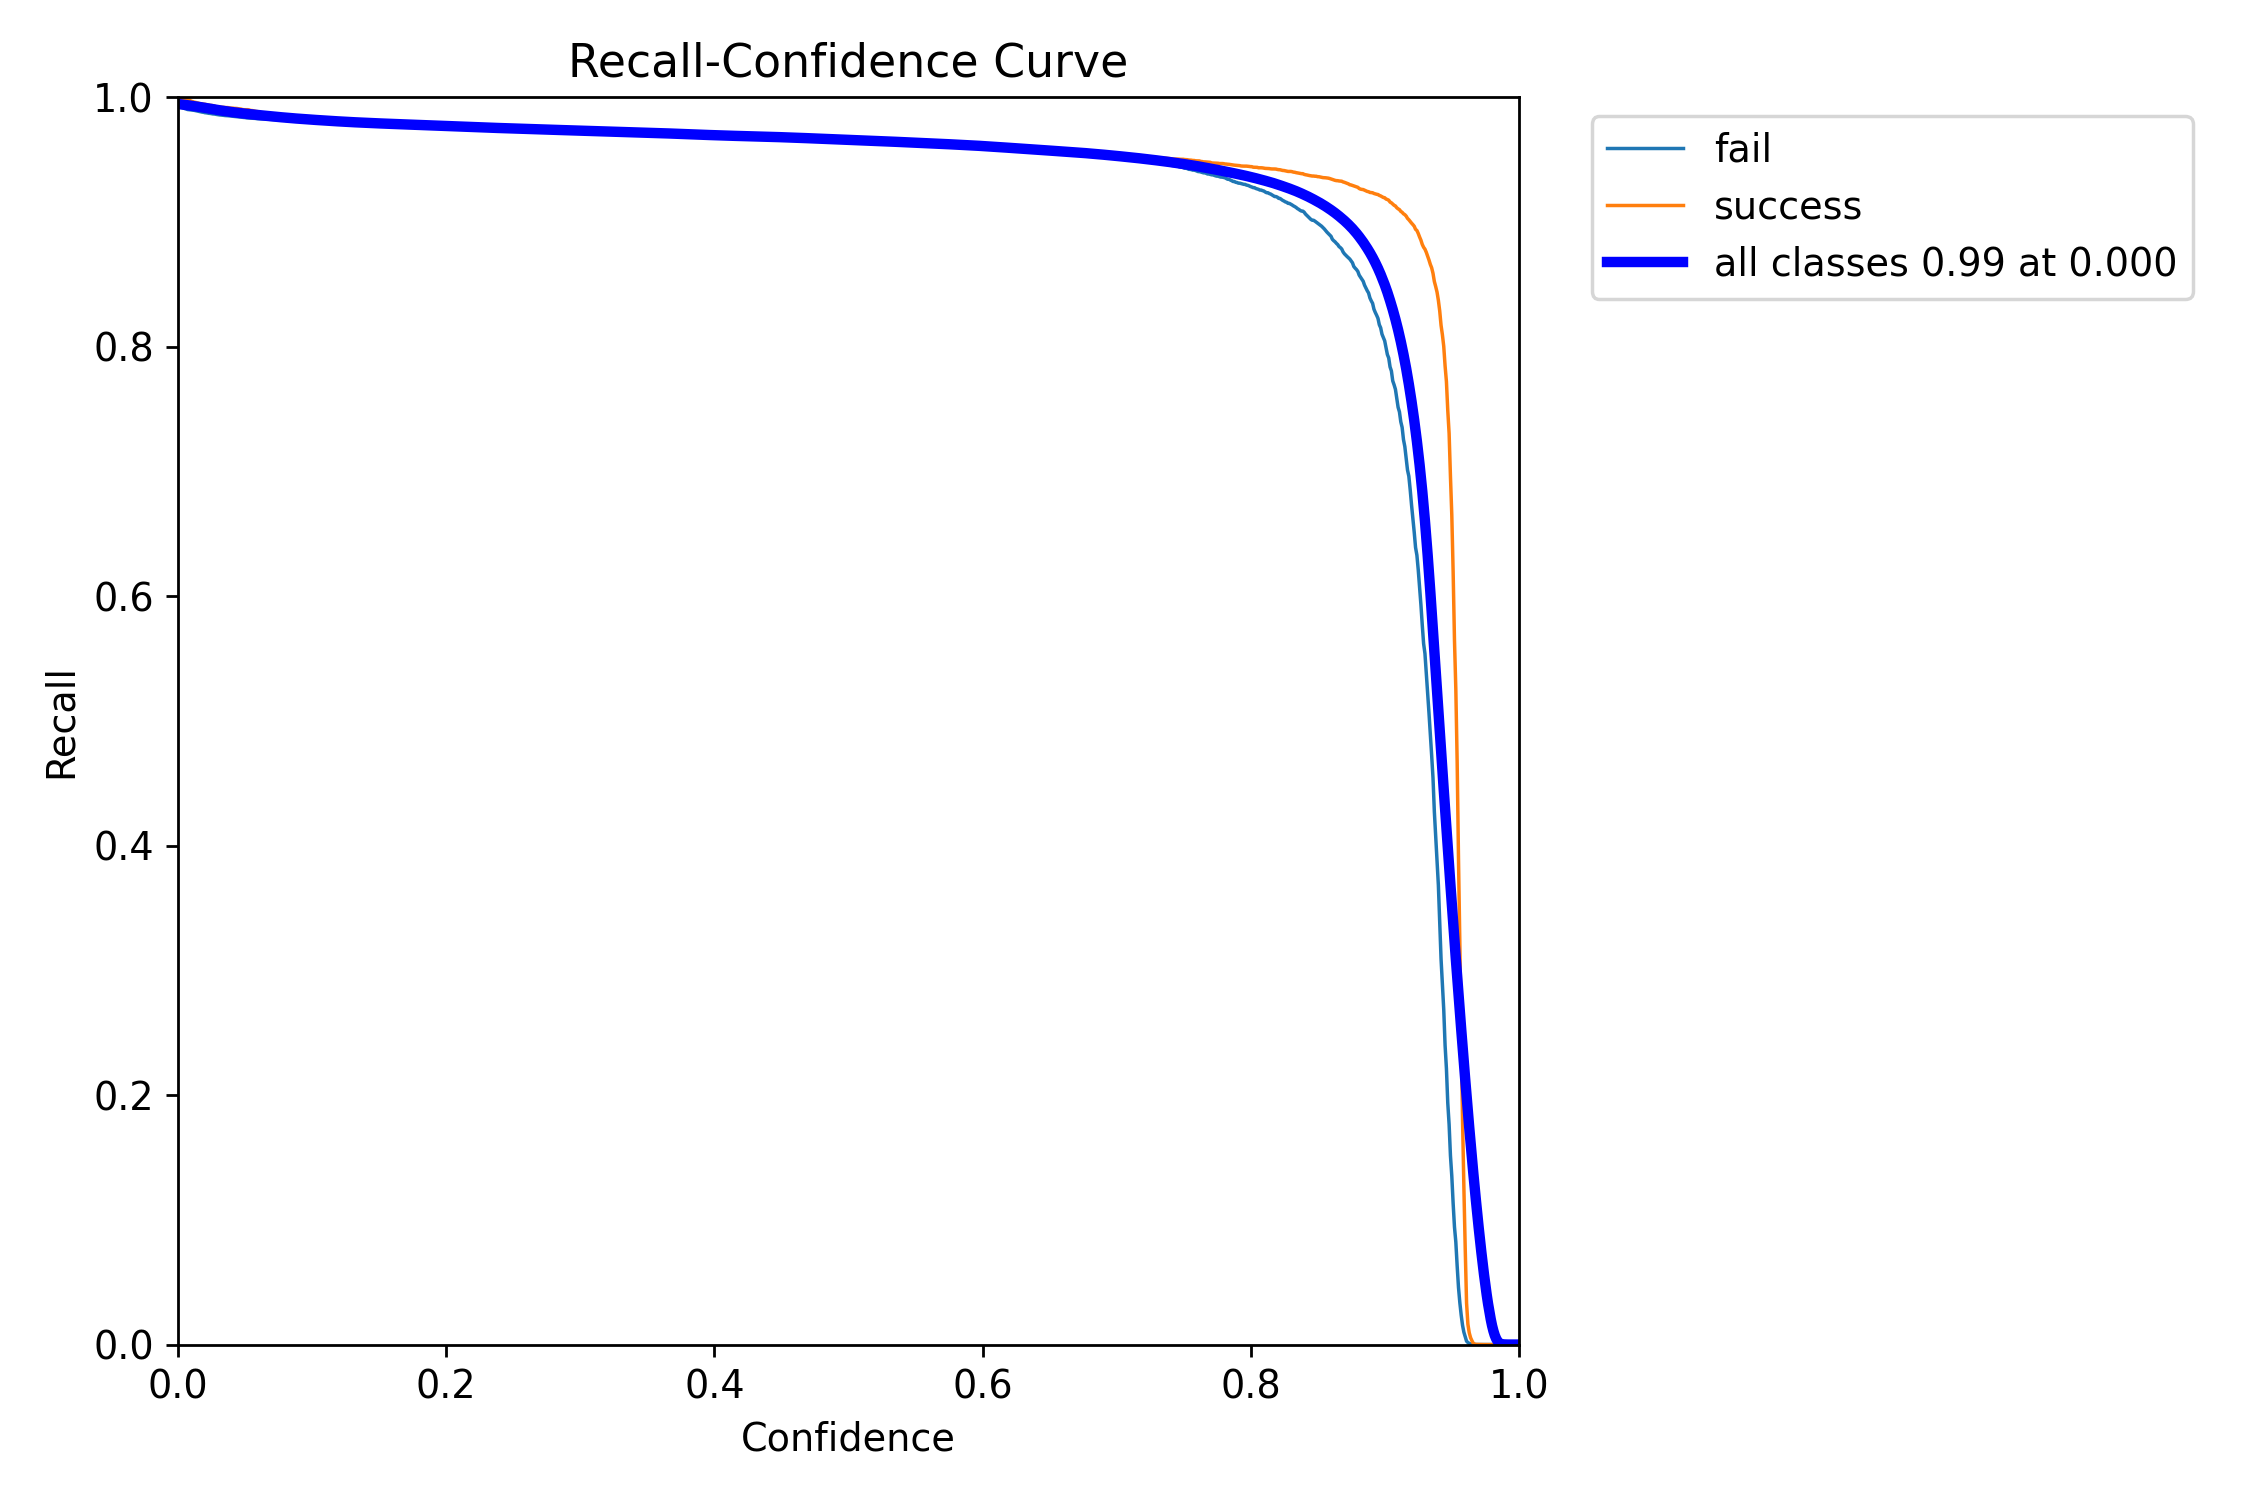 Recall-Confidence Curve
1.0
0.8
0.6
0.4
0.2
0.0
Recall
0.0 0.2 0.4 0.6 0.8 1.0
Confidence
fail
success
all classes 0.99 at 0.000